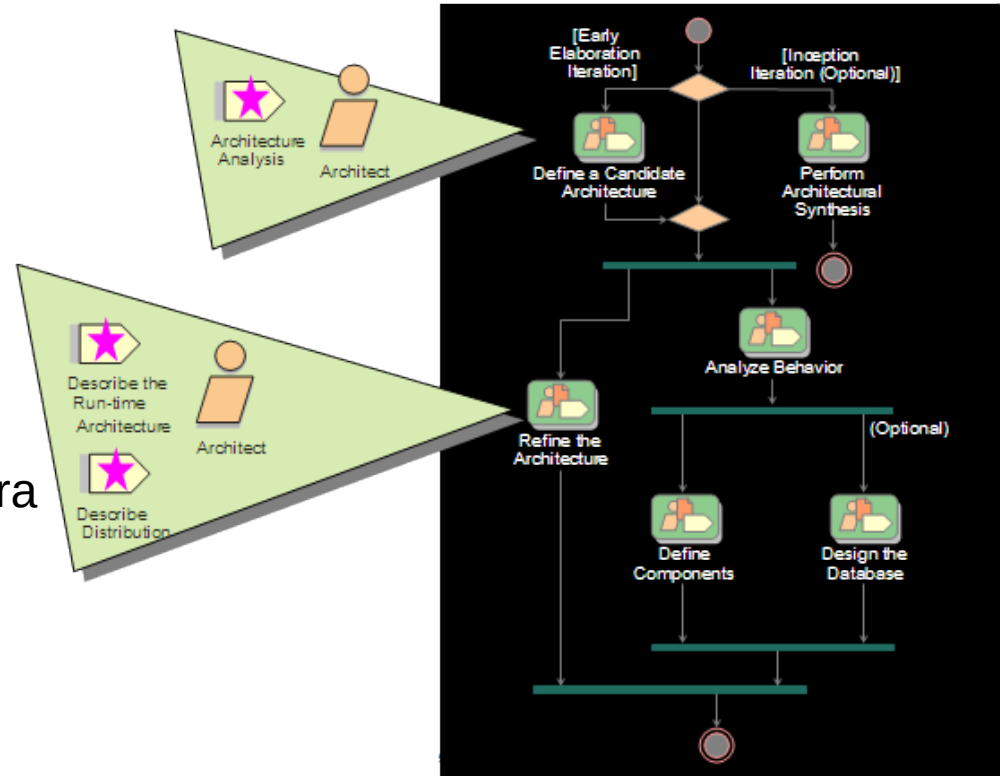 [Early
Elaboration
Iteration]
[Inception
Iteration (Optional)]
Architecture
Analysis
Architect
Define a Candidate
Architecture
Perform
Architectural
Synthesis
Describe the
Run-time
Architecture
Architect
Describe
Distribution
ra
Analyze Behavior
Refine the
Architecture
(Optional)
Define
Components
Design the
Database